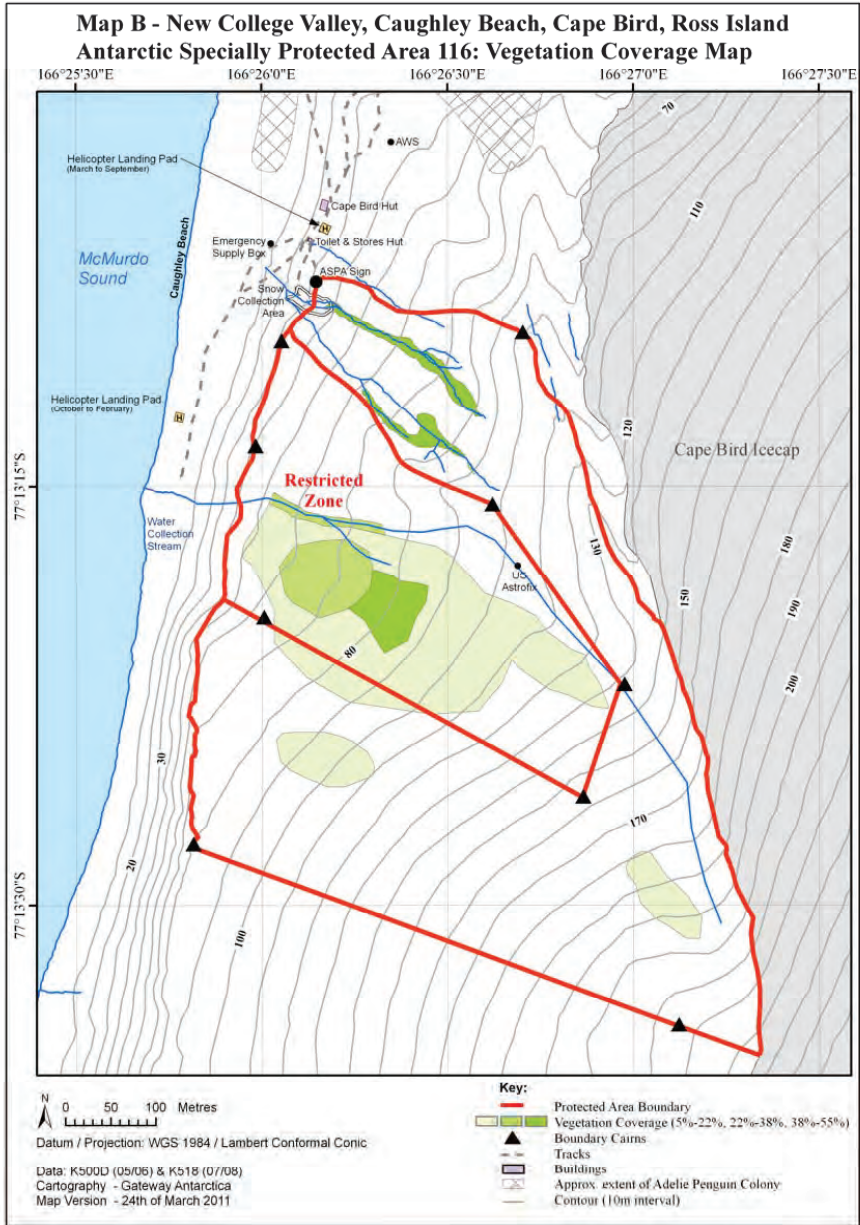 Map B - New College Valley, Caughley Beach, Cape Bird, Ross Island
Antarctic Specially Protected Area 116: Vegetation Coverage Map
166°25'30"E 166°26'0"E 166°26'30"E 166°27'0"E 166°27'30"E
70
AWS
Helicopter Landing Pad
(March to September)
110
Cape Bird Hut
H
Toilet & Stores Hut
Emergency
Supply Box
Caughley Beach
McMurdo
Sound
ASPA Sign
Snow
Collection
Area
Helicopter Landing Pad
(October to February)
H
120
Cape Bird Icecap
77°13'15"S
Restricted
Zone
Water
Collection
Stream
130
180
US
Astrofix
150
190
80
200
30
170
20
77°13'30"S
100
N
0 50 100 Metres
Datum / Projection: WGS 1984 / Lambert Conformal Conic
Data: K500D (05/06) & K518 (07/08)
Cartography - Gateway Antarctica
Map Version - 24th of March 2011
Key:
Protected Area Boundary
Vegetation Coverage (5%-22%, 22%-38%, 38%-55%)
Boundary Cairns
Tracks
Buildings
Approx. extent of Adelie Penguin Colony
Contour (10m interval)